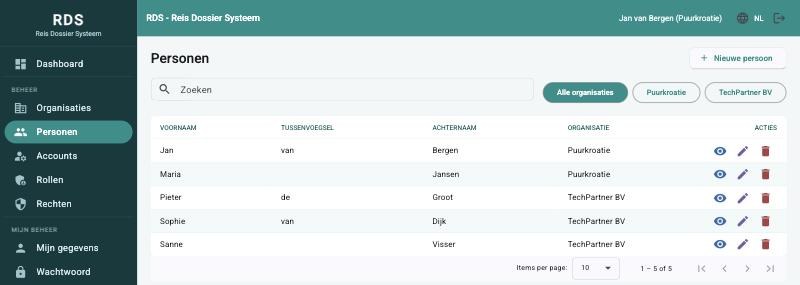 RDS
Reis Dossier Systeem
Dashboard
BEHEER
Organisaties
Personen
Accounts
Rollen
Rechten
MIJN BEHEER
Mijn gegevens
Wachtwoord
RDS - Reis Dossier Systeem
Jan van Bergen (Puurkroatie) NL
Personen
Nieuwe persoon
Zoeken
Alle organisaties Puurkroatie TechPartner BV
VOORNAAM TUSSENVOEGSEL ACHTERNAAM ORGANISATIE ACTIES
Jan van Bergen Puurkroatie
Maria Jansen Puurkroatie
Pieter de Groot TechPartner BV
Sophie van Dijk TechPartner BV
Sanne Visser TechPartner BV
Items per page: 10 1 – 5 of 5